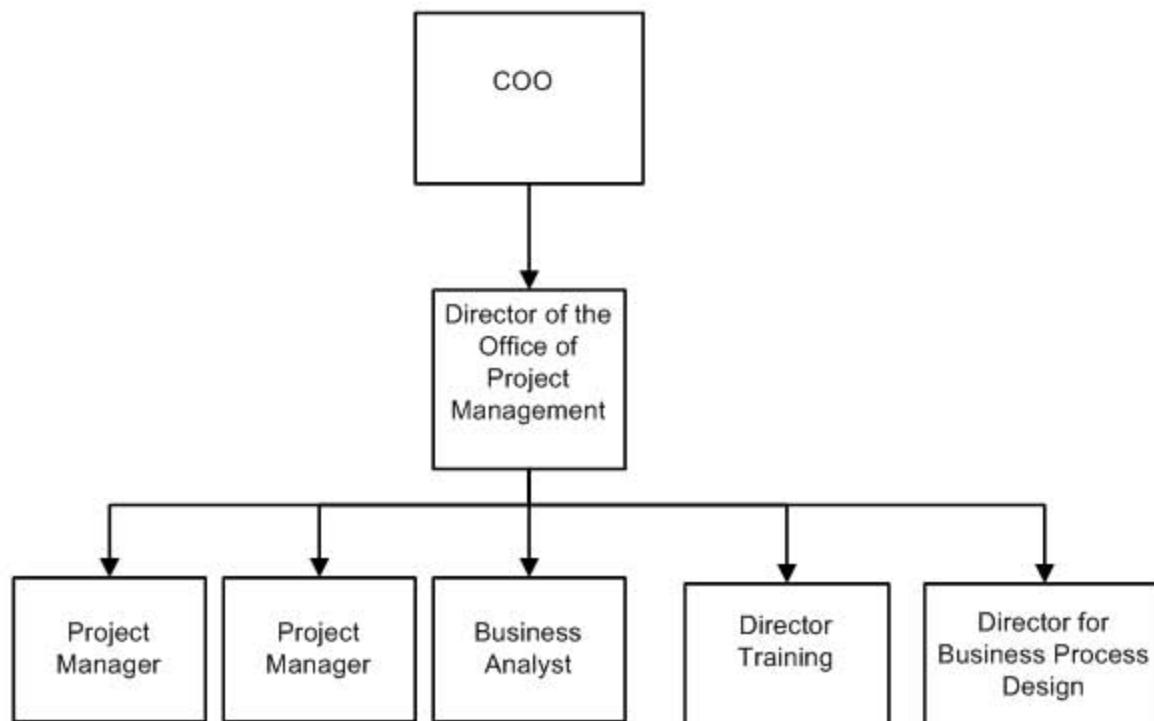 COO
Director of the
Office of
Project
Management
Project
Manager
Project
Manager
Business
Analyst
Director
Training
Director for
Business Process
Design